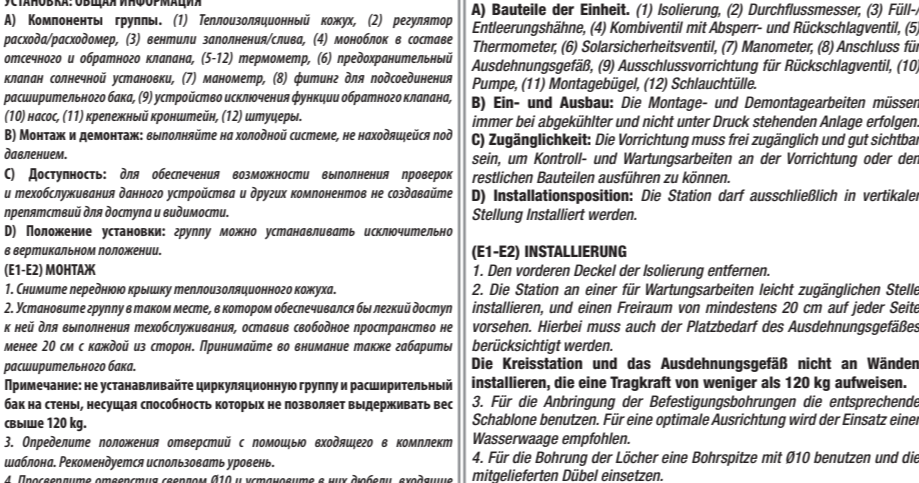 УСТАНОВКА: ОБЩАЯ ИНФОРМАЦИЯ
A) Компоненты группы. (1) Теплоизоляционный кожух, (2) регулятор
расхода/расходомер, (3) вентили заполнения/слива, (4) моноблок в составе
отсечного и обратного клапана, (5-12) термометр, (6) предохранительный
клапан солнечной установки, (7) манометр, (8) фитинг для подсоединения
расширительного бака, (9) устройство исключения функции обратного клапана,
(10) насос, (11) крепежный кронштейн, (12) штуцеры.
B) Монтаж и демонтаж: выполняйте на холодной системе, не находящейся под
давлением.
C) Доступность: для обеспечения возможности выполнения проверок
и техобслуживания данного устройства и других компонентов не создавайте
препятствий для доступа и видимости.
D) Положение установки: группу можно устанавливать исключительно
в вертикальном положении.
(E1-E2) МОНТАЖ
1. Снимите переднюю крышку теплоизоляционного кожуха.
2. Установите группу в таком месте, в котором обеспечивался бы легкий доступ
к ней для выполнения техобслуживания, оставив свободное пространство не
менее 20 см с каждой из сторон. Принимайте во внимание также габариты
расширительного бака.
Примечание: не устанавливайте циркуляционную группу и расширительный
бак на стены, несущая способность которых не позволяет выдерживать вес
свыше 120 kg.
3. Определите положения отверстий с помощью входящего в комплект
шаблона. Рекомендуется использовать уровень.
4. Просверлите отверстия сверлом Ø10 и установите в них дюбели, входящие
A) Bauteile der Einheit. (1) Isolierung, (2) Durchflussmesser, (3) Füll-/
Entleerungshähne, (4) Kombiventil mit Absperr- und Rückschlagventil, (5)
Thermometer, (6) Solarsicherheitsventil, (7) Manometer, (8) Anschluss für
Ausdehnungsgefäß, (9) Ausschlussvorrichtung für Rückschlagventil, (10)
Pumpe, (11) Montagebügel, (12) Schlauchtülle.
B) Ein- und Ausbau: Die Montage- und Demontagearbeiten müssen
immer bei abgekühlter und nicht unter Druck stehenden Anlage erfolgen.
C) Zugänglichkeit: Die Vorrichtung muss frei zugänglich und gut sichtbar
sein, um Kontroll- und Wartungsarbeiten an der Vorrichtung oder den
restlichen Bauteilen ausführen zu können.
D) Installationsposition: Die Station darf ausschließlich in vertikaler
Stellung Installiert werden.
(E1-E2) INSTALLIERUNG
1. Den vorderen Deckel der Isolierung entfernen.
2. Die Station an einer für Wartungsarbeiten leicht zugänglichen Stelle
installieren, und einen Freiraum von mindestens 20 cm auf jeder Seite
vorsehen. Hierbei muss auch der Platzbedarf des Ausdehnungsgefäßes
berücksichtigt werden.
Die Kreisstation und das Ausdehnungsgefäß nicht an Wänden
installieren, die eine Tragkraft von weniger als 120 kg aufweisen.
3. Für die Anbringung der Befestigungsbohrungen die entsprechende
Schablone benutzen. Für eine optimale Ausrichtung wird der Einsatz einer
Wasserwaage empfohlen.
4. Für die Bohrung der Löcher eine Bohrspitze mit Ø10 benutzen und die
mitgelieferten Dübel einsetzen.